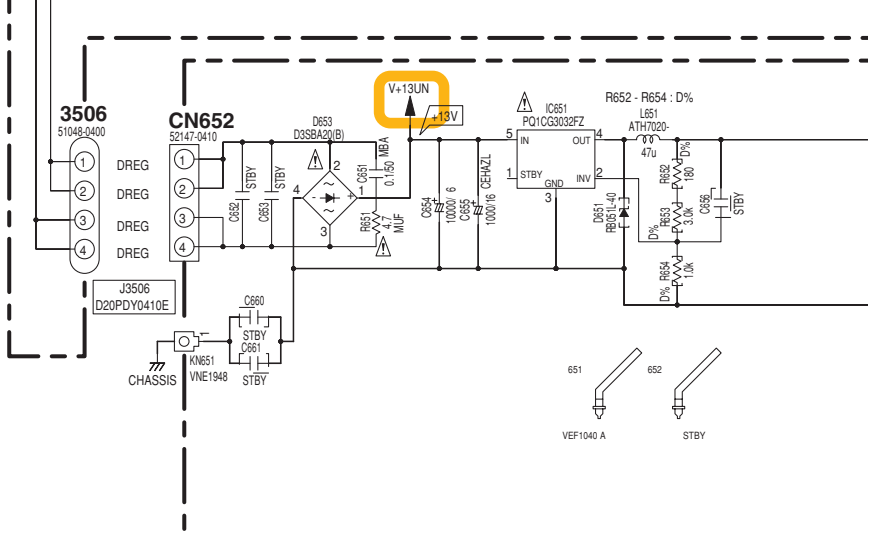 V+13UN
+13V
3506
51048-0400
CN652
52147-0410
D653
D3SBA20(B)
MBA
C651
0.1/50
IC651
PQ1CG3032FZ
R652 - R654 : D%
L651
ATH7020-
47u
1
2
3
4
DREG
DREG
DREG
DREG
1
2
3
4
STBY
C652
STBY
C653
2
4
1
3
~
~
-
+
R651
4.7
MUF
C654
10000/ 6
C655
1000/16
CEHAZL
5
IN
OUT
4
1
STBY
INV
2
GND
3
D651
RB051L-40
D%
R652
180
R653
3.0k
D%
R654
1.0k
D%
C656
STBY
J3506
D20PDY0410E
C660
STBY
C661
STBY
1
KN651
VNE1948
CHASSIS
651
652
VEF1040 A
STBY